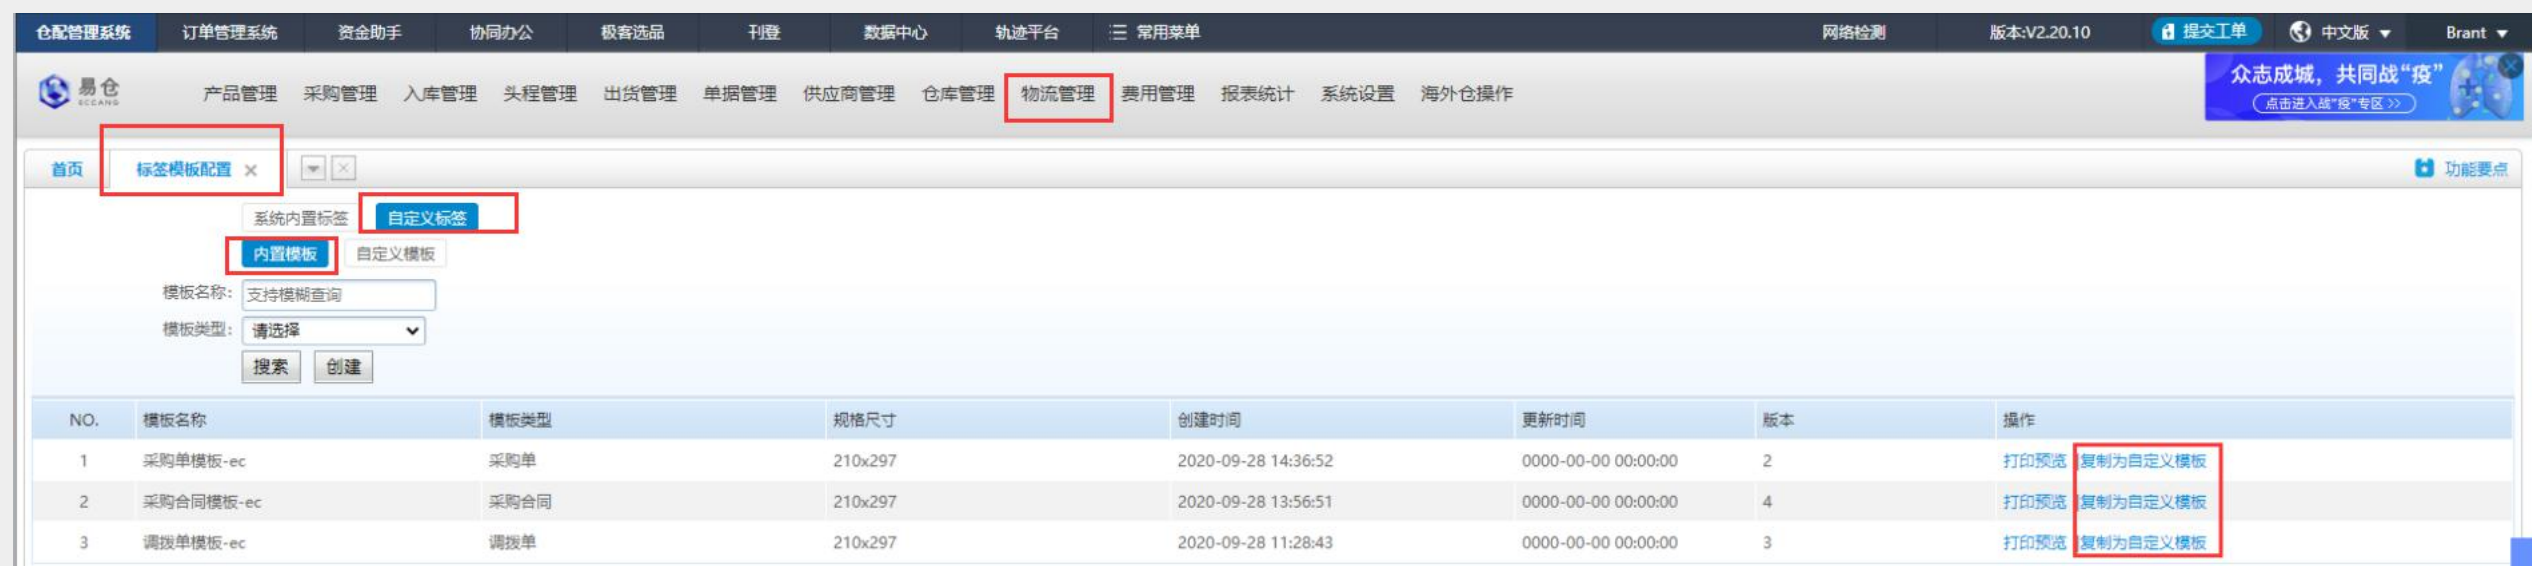 仓配管理系统 订单管理系统 资金助手 协同办公 极客选品 刊登 数据中心 轨迹平台 常用菜单 网络检测 版本:V2.20.10 提交工单 中文版 Brant
易仓 产品管理 采购管理 入库管理 头程管理 出货管理 单据管理 供应商管理 仓库管理 物流管理 费用管理 报表统计 系统设置 海外仓操作 众志成城，共同战“疫”
ECCANG 点击进入战“疫”专区 >>
首页 标签模板配置 功能要点
系统内置标签 自定义标签
内置模板 自定义模板
模板名称: 支持模糊查询
模板类型: 请选择
搜索 创建
NO. 模板名称 模板类型 规格尺寸 创建时间 更新时间 版本 操作
1 采购单模板-ec 采购单 210x297 2020-09-28 14:36:52 0000-00-00 00:00:00 2 打印预览 |复制为自定义模板
2 采购合同模板-ec 采购合同 210x297 2020-09-28 13:56:51 0000-00-00 00:00:00 4 打印预览 |复制为自定义模板
3 调拨单模板-ec 调拨单 210x297 2020-09-28 11:28:43 0000-00-00 00:00:00 3 打印预览 |复制为自定义模板